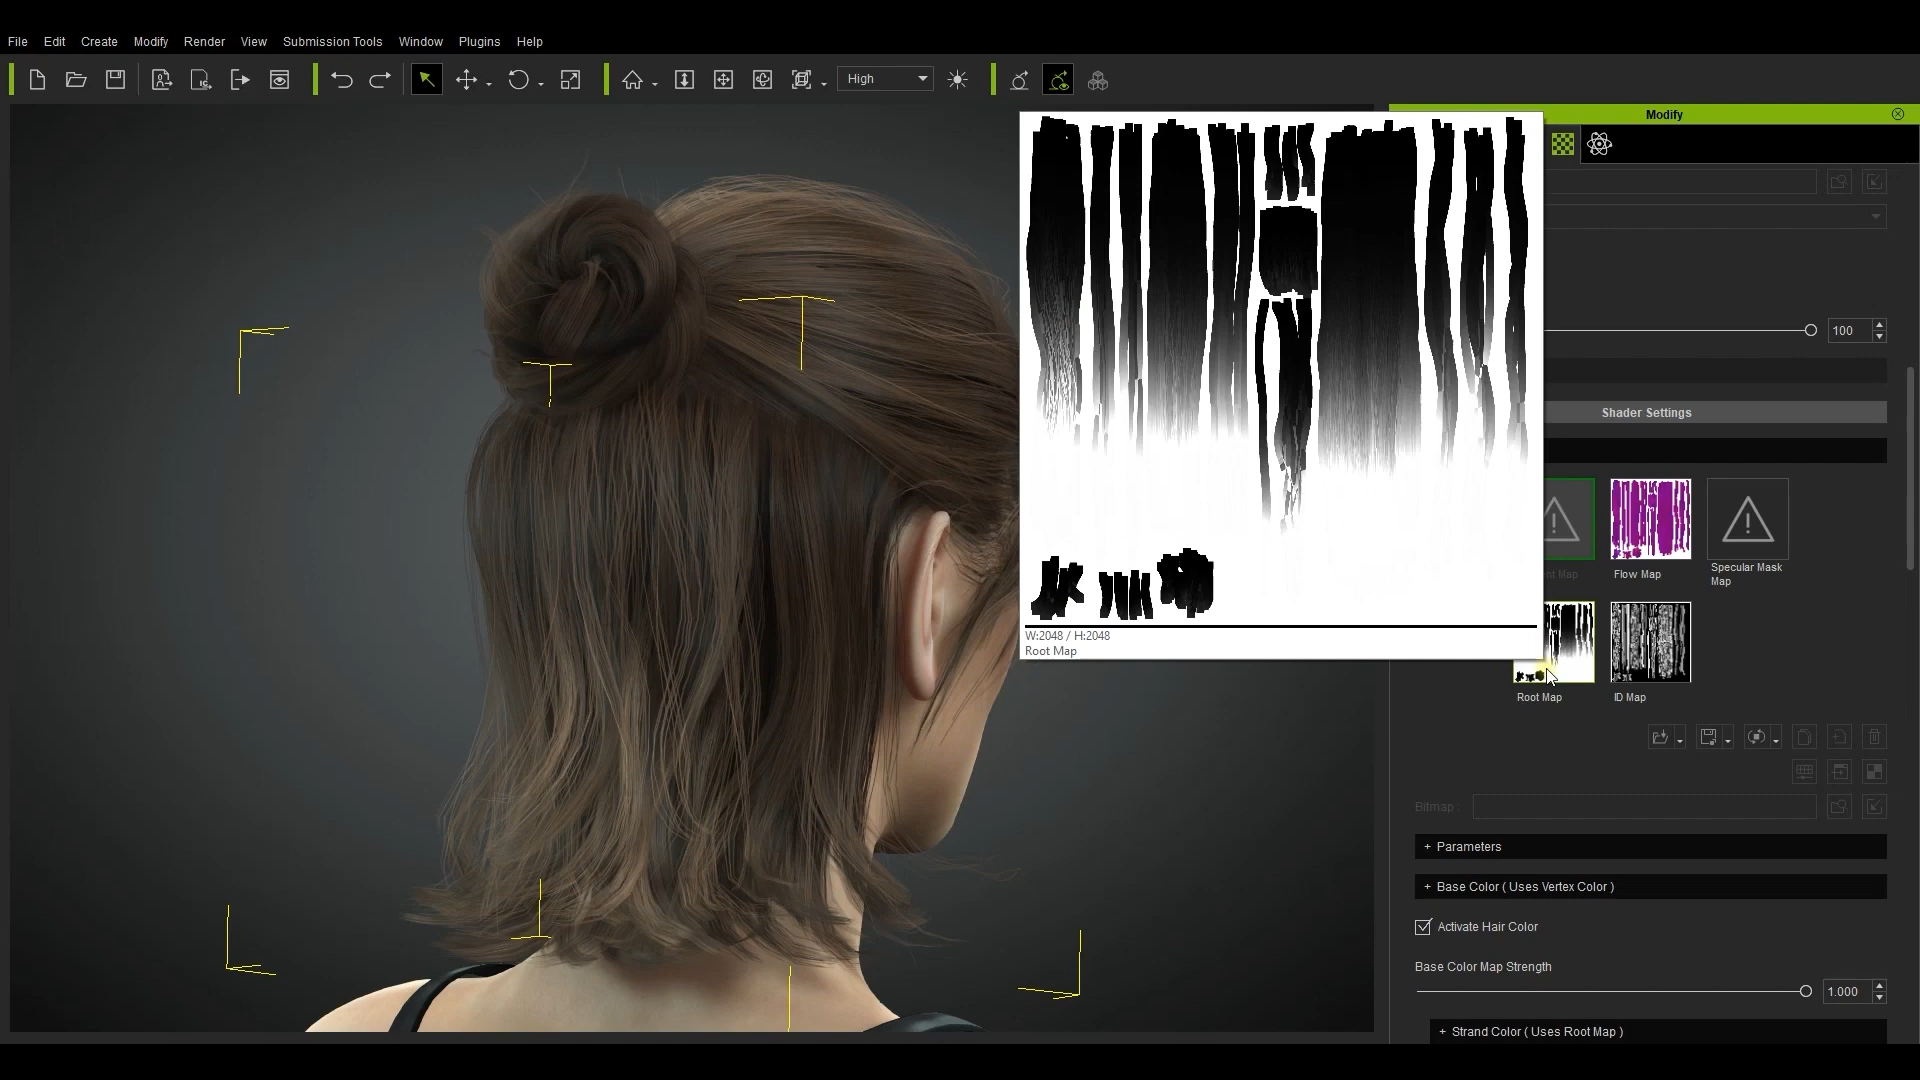 File Edit Create Modify Render View Submission Tools Window Plugins Help
High
Modify
100
Shader Settings
Flow Map
Specular Mask
Map
W:2048 / H:2048
Root Map
Root Map
ID Map
Bitmap :
+ Parameters
+ Base Color ( Uses Vertex Color )
Activate Hair Color
Base Color Map Strength
1.000
+ Strand Color ( Uses Root Map )